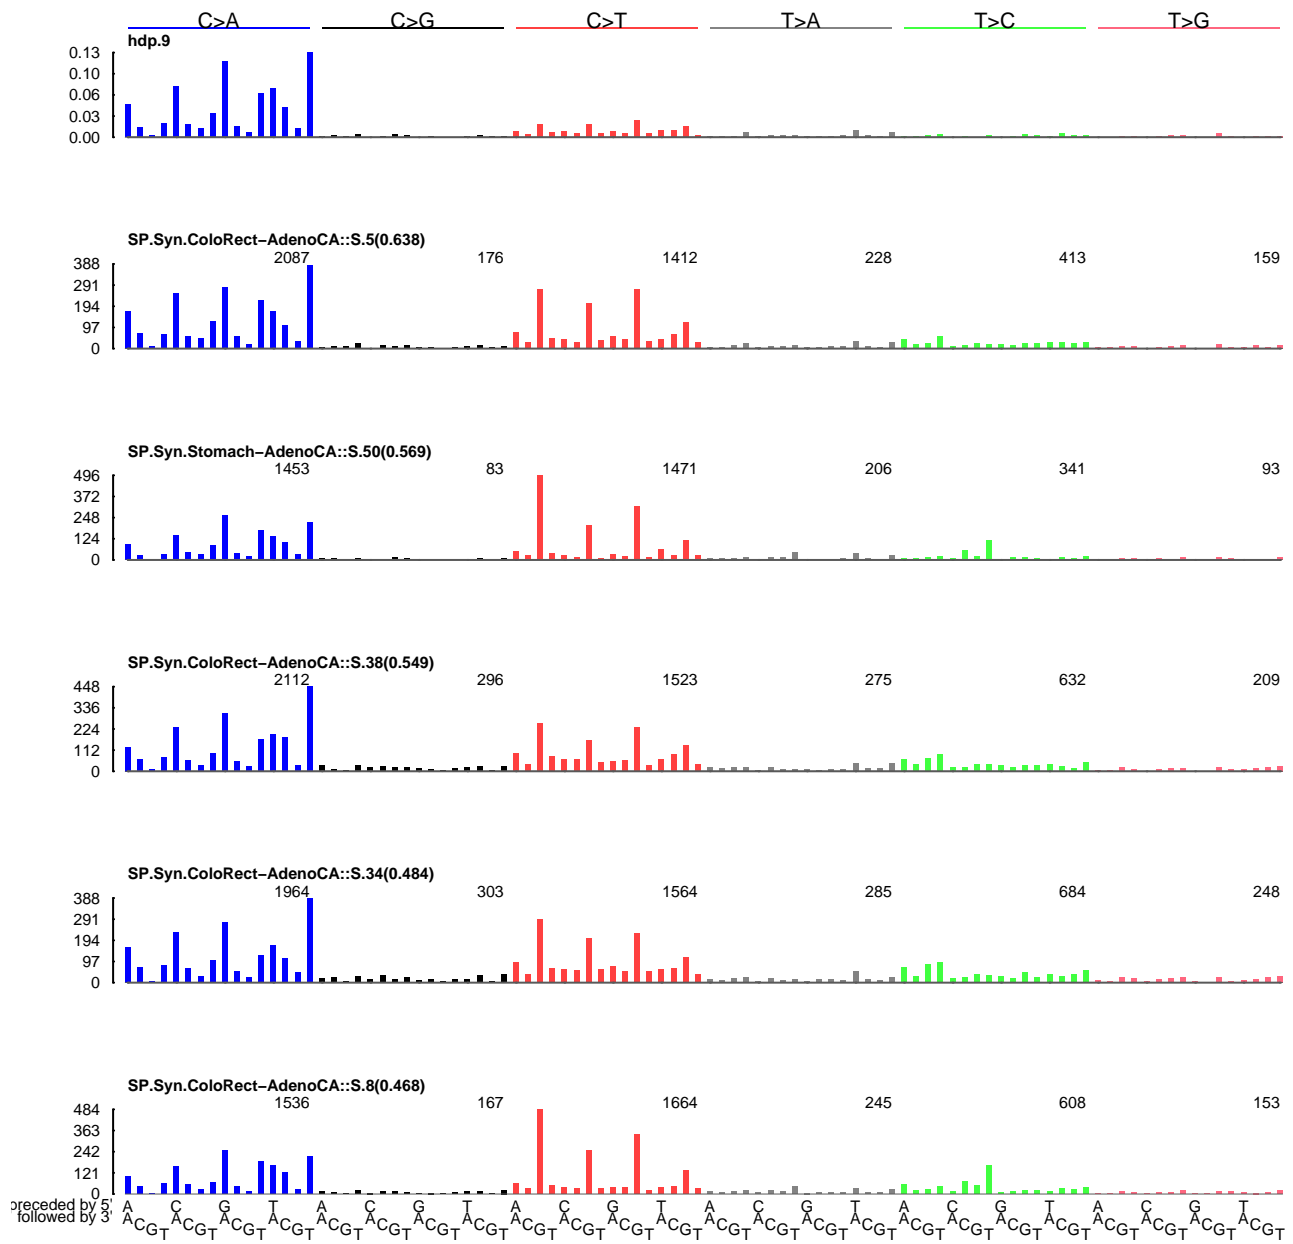 C>A C>G C>T T>A T>C T>G
hdp.9
0.13
0.10
0.06
0.03
0.00
SP.Syn.ColoRect−AdenoCA::S.5(0.638)
2087 176 1412 228 413 159
388
291
194
97
0
SP.Syn.Stomach−AdenoCA::S.50(0.569)
1453 83 1471 206 341 93
496
372
248
124
0
SP.Syn.ColoRect−AdenoCA::S.38(0.549)
2112 296 1523 275 632 209
448
336
224
112
0
SP.Syn.ColoRect−AdenoCA::S.34(0.484)
1964 303 1564 285 684 248
388
291
194
97
0
SP.Syn.ColoRect−AdenoCA::S.8(0.468)
1536 167 1664 245 608 153
484
363
242
121
0
preceded by 5' A C G T A C G T A C G T A C G T A C G T A C G T
followed by 3' A C G T A C G T A C G T A C G T A C G T A C G T A C G T A C G T A C G T A C G T A C G T A C G T A C G T A C G T A C G T A C G T A C G T A C G T A C G T A C G T A C G T A C G T A C G T A C G T